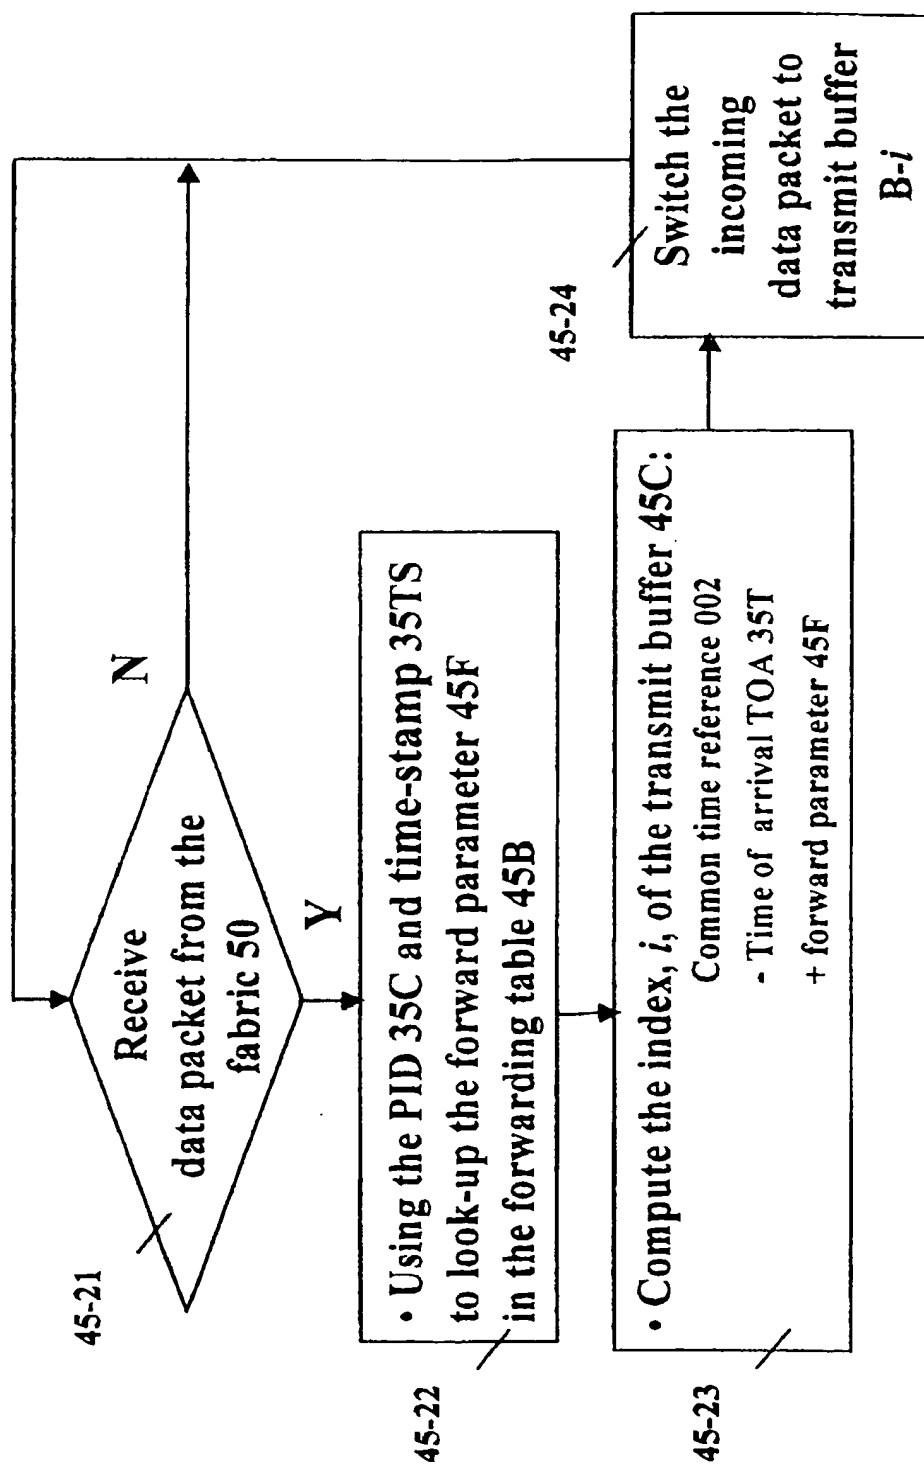 45-21
Receive
data packet from the
fabric 50
N
Y
45-22
• Using the PID 35C and time-stamp 35TS
to look-up the forward parameter 45F
in the forwarding table 45B
45-23
• Compute the index, i, of the transmit buffer 45C:
Common time reference 002
- Time of arrival TOA 35T
+ forward parameter 45F
45-24
Switch the
incoming
data packet to
transmit buffer
B-i